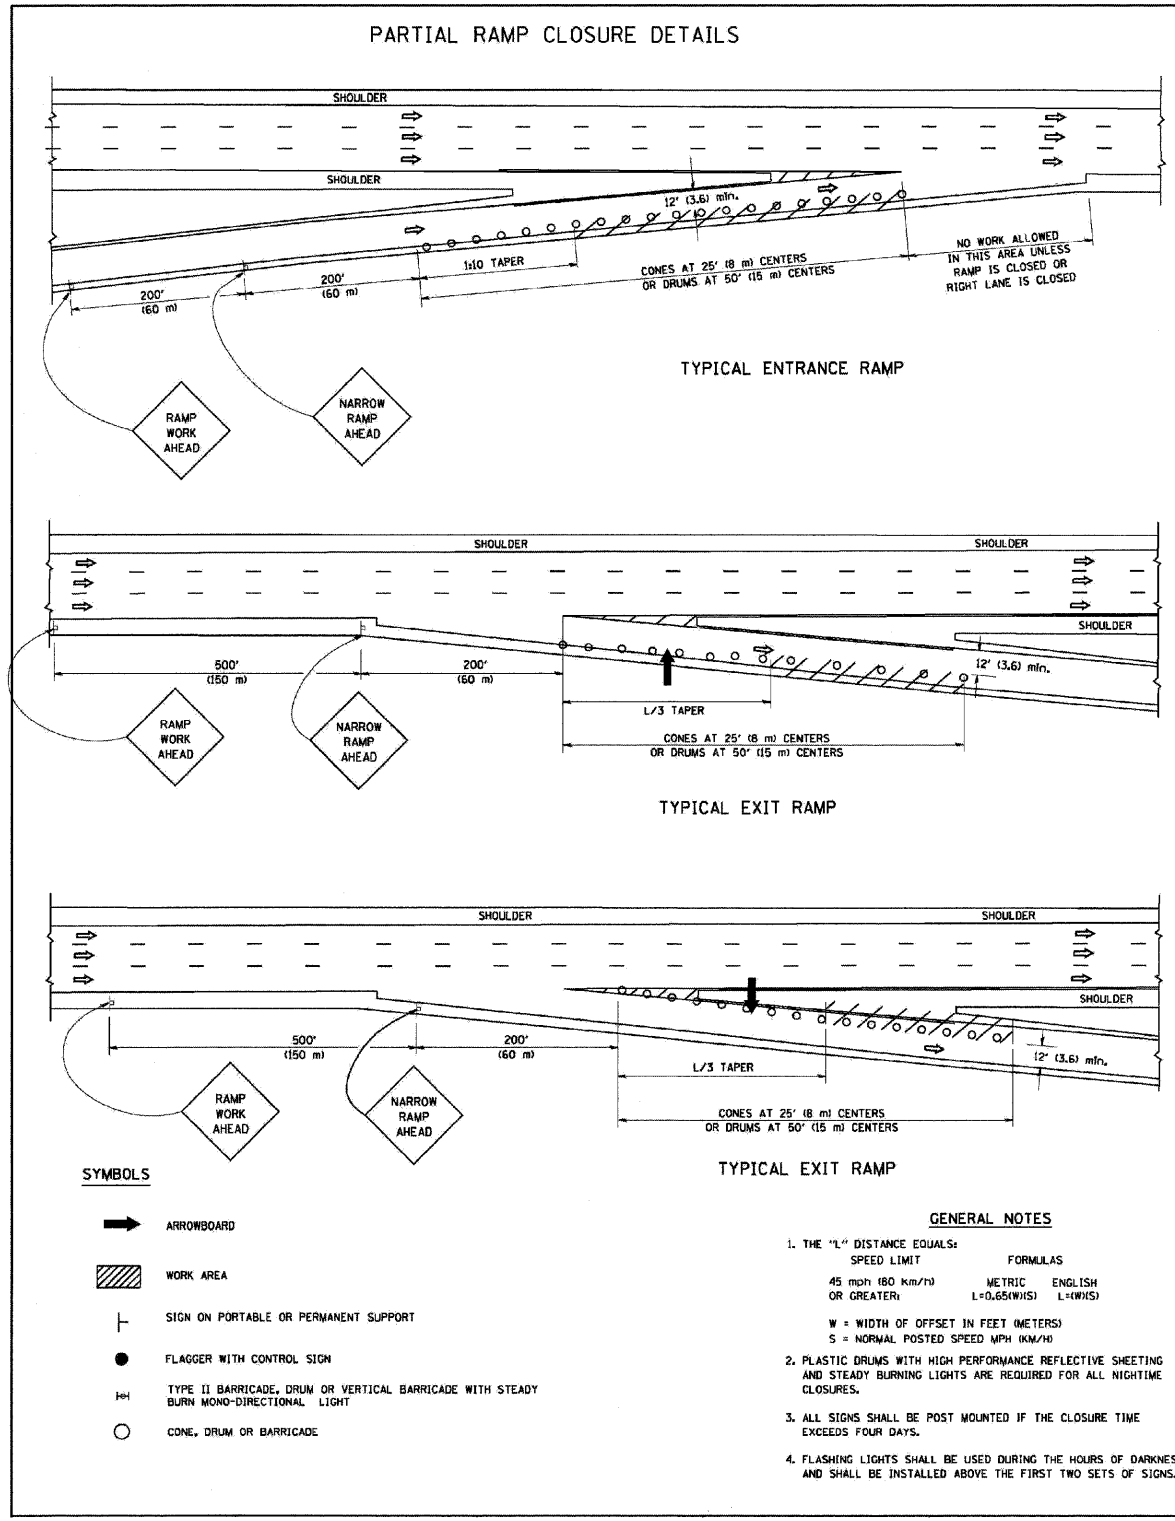 PARTIAL RAMP CLOSURE DETAILS
SHOULDER
SHOULDER
12' (3.6) min.
1:10 TAPER
200'
(60 m)
200'
(60 m)
CONES AT 25' (8 m) CENTERS
OR DRUMS AT 50' (15 m) CENTERS
NO WORK ALLOWED
IN THIS AREA UNLESS
RAMP IS CLOSED OR
RIGHT LANE IS CLOSED
TYPICAL ENTRANCE RAMP
RAMP
WORK
AHEAD
NARROW
RAMP
AHEAD
SHOULDER
SHOULDER
SHOULDER
12' (3.6) min.
500'
(150 m)
200'
(60 m)
L/3 TAPER
RAMP
WORK
AHEAD
NARROW
RAMP
AHEAD
CONES AT 25' (8 m) CENTERS
OR DRUMS AT 50' (15 m) CENTERS
TYPICAL EXIT RAMP
SHOULDER
SHOULDER
SHOULDER
500'
(150 m)
200'
(60 m)
12' (3.6) min.
L/3 TAPER
RAMP
WORK
AHEAD
NARROW
RAMP
AHEAD
CONES AT 25' (8 m) CENTERS
OR DRUMS AT 50' (15 m) CENTERS
TYPICAL EXIT RAMP
SYMBOLS
ARROWBOARD
WORK AREA
SIGN ON PORTABLE OR PERMANENT SUPPORT
FLAGGER WITH CONTROL SIGN
TYPE II BARRICADE, DRUM OR VERTICAL BARRICADE WITH STEADY
BURN MONO-DIRECTIONAL LIGHT
CONE, DRUM OR BARRICADE
GENERAL NOTES
1. THE "L" DISTANCE EQUALS:
SPEED LIMIT FORMULAS
45 mph (80 Km/h) METRIC ENGLISH
OR GREATER: L=0.65(W)(S) L=(W)(S)
W = WIDTH OF OFFSET IN FEET (METERS)
S = NORMAL POSTED SPEED MPH (KM/H)
2. PLASTIC DRUMS WITH HIGH PERFORMANCE REFLECTIVE SHEETING
AND STEADY BURNING LIGHTS ARE REQUIRED FOR ALL NIGHTIME
CLOSURES.
3. ALL SIGNS SHALL BE POST MOUNTED IF THE CLOSURE TIME
EXCEEDS FOUR DAYS.
4. FLASHING LIGHTS SHALL BE USED DURING THE HOURS OF DARKNES
AND SHALL BE INSTALLED ABOVE THE FIRST TWO SETS OF SIGNS.